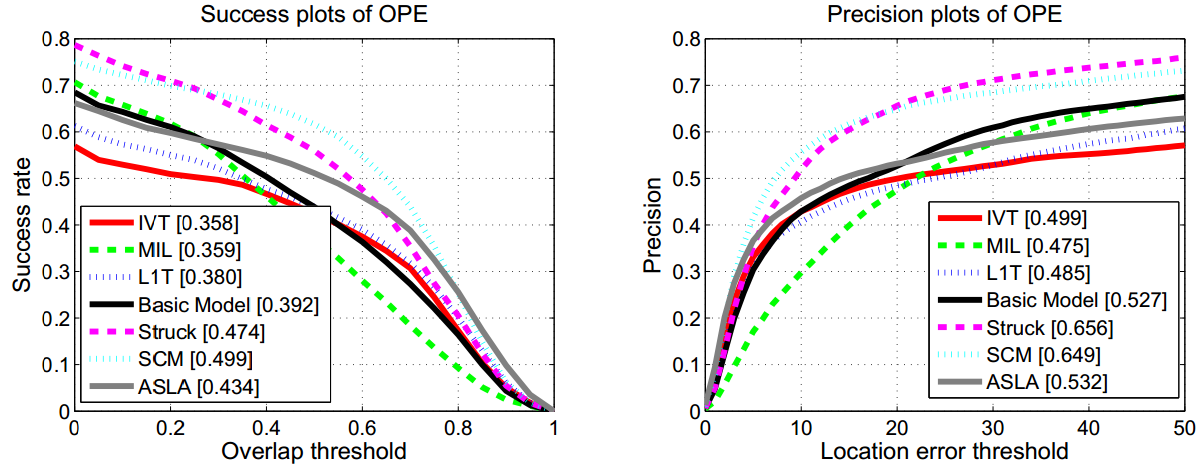 Success plots of OPE
Success rate
0.8
0.7
0.6
0.5
0.4
0.3
0.2
0.1
0
IVT [0.358]
MIL [0.359]
L1T [0.380]
Basic Model [0.392]
Struck [0.474]
SCM [0.499]
ASLA [0.434]
0 0.2 0.4 0.6 0.8 1
Overlap threshold
Precision plots of OPE
Precision
0.8
0.7
0.6
0.5
0.4
0.3
0.2
0.1
0
IVT [0.499]
MIL [0.475]
L1T [0.485]
Basic Model [0.527]
Struck [0.656]
SCM [0.649]
ASLA [0.532]
0 10 20 30 40 50
Location error threshold